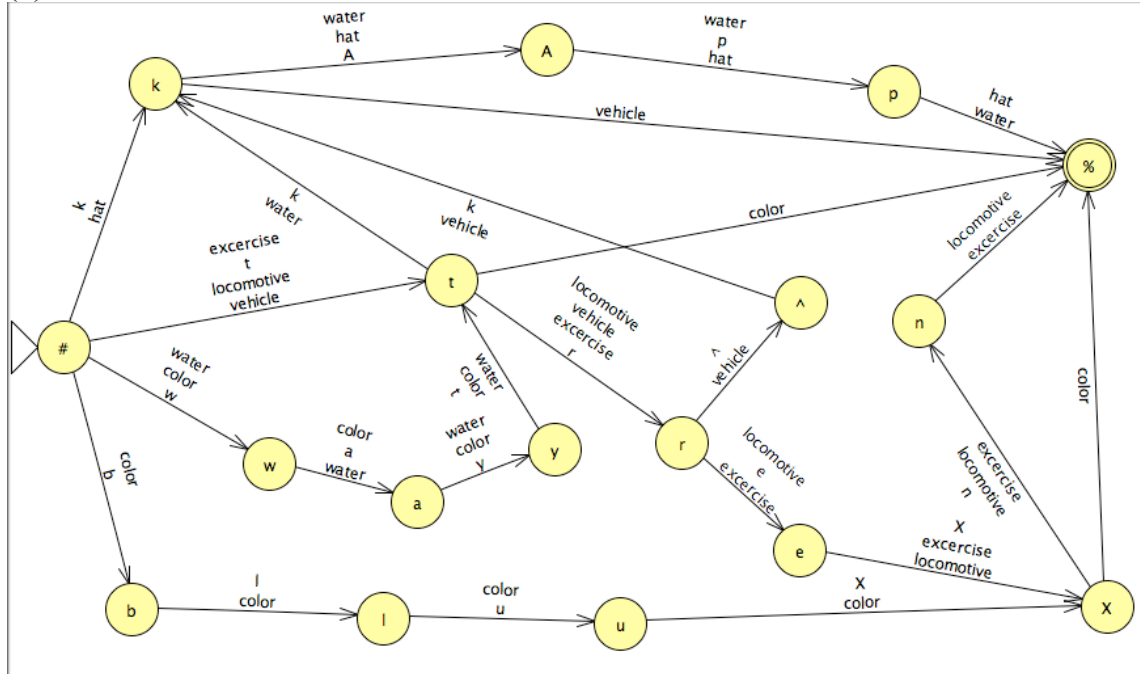 water
hat
A
A
water
p
hat
p
hat
water
k
vehicle
%
k
hat
k
water
k
vehicle
color
locomotive
excercise
excercise
t
locomotive
vehicle
t
locomotive
vehicle
excercise
r
^
^
vehicle
n
color
#
water
color
w
water
color
t
w
color
a
water
a
water
color
y
y
r
locomotive
e
excercise
e
excercise
locomotive
n
color
b
b
l
color
l
color
u
u
X
color
X
excercise
locomotive
X